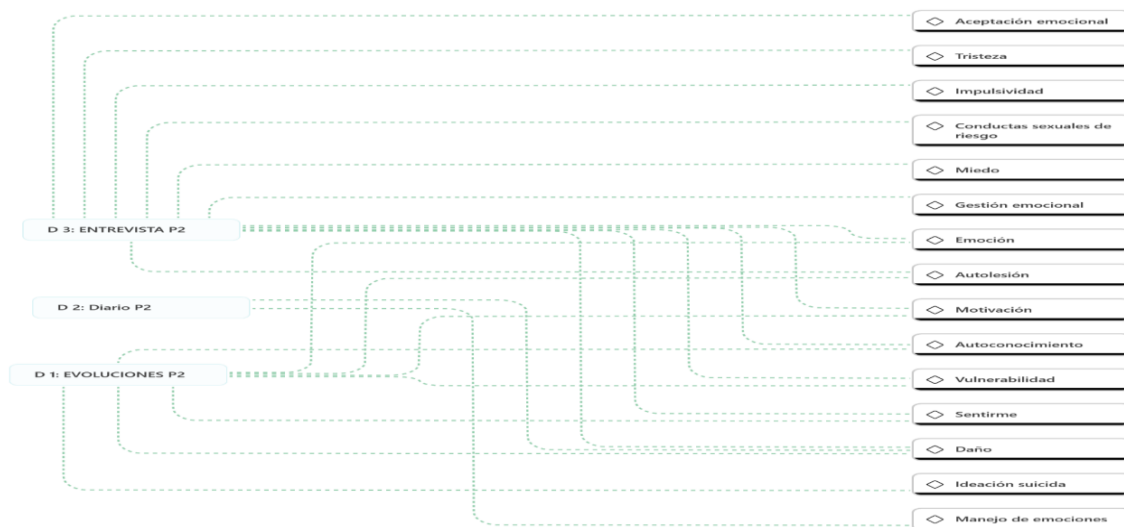 Aceptación emocional
Tristeza
Impulsividad
Conductas sexuales de
riesgo
Miedo
Gestión emocional
D 3: ENTREVISTA P2
Emoción
Autolesión
D 2: Diario P2
Motivación
Autoconocimiento
D 1: EVOLUCIONES P2
Vulnerabilidad
Sentirme
Daño
Ideación suicida
Manejo de emociones